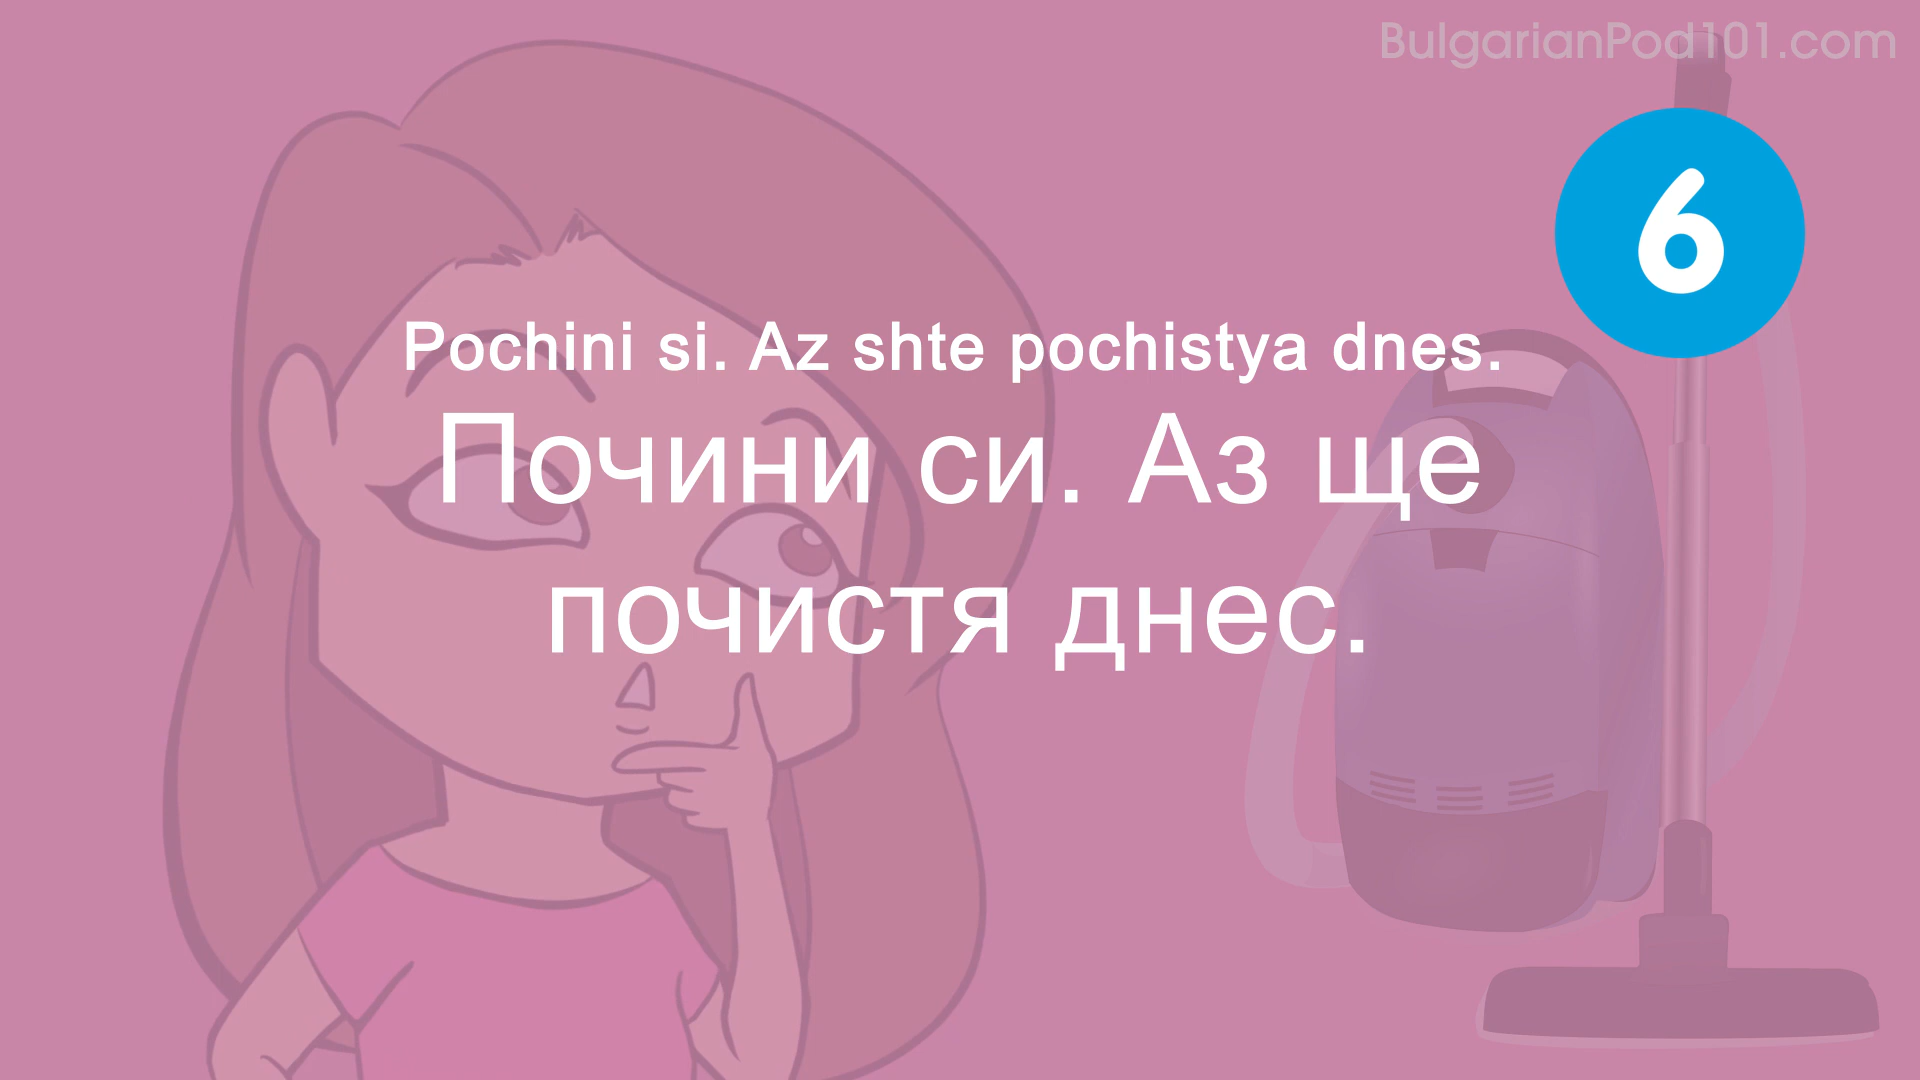 BulgarianPod101.com
6
Pochini si. Az shte pochistya dnes.
Почини си. Аз ще
почистя днес.